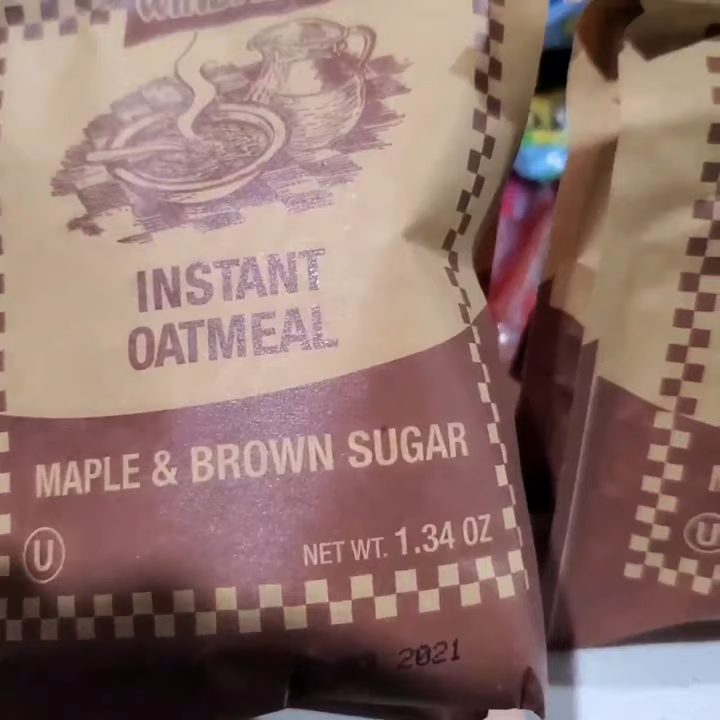 INSTANT
OATMEAL
MAPLE & BROWN SUGAR
U
NET WT. 1.34 OZ
2021
U